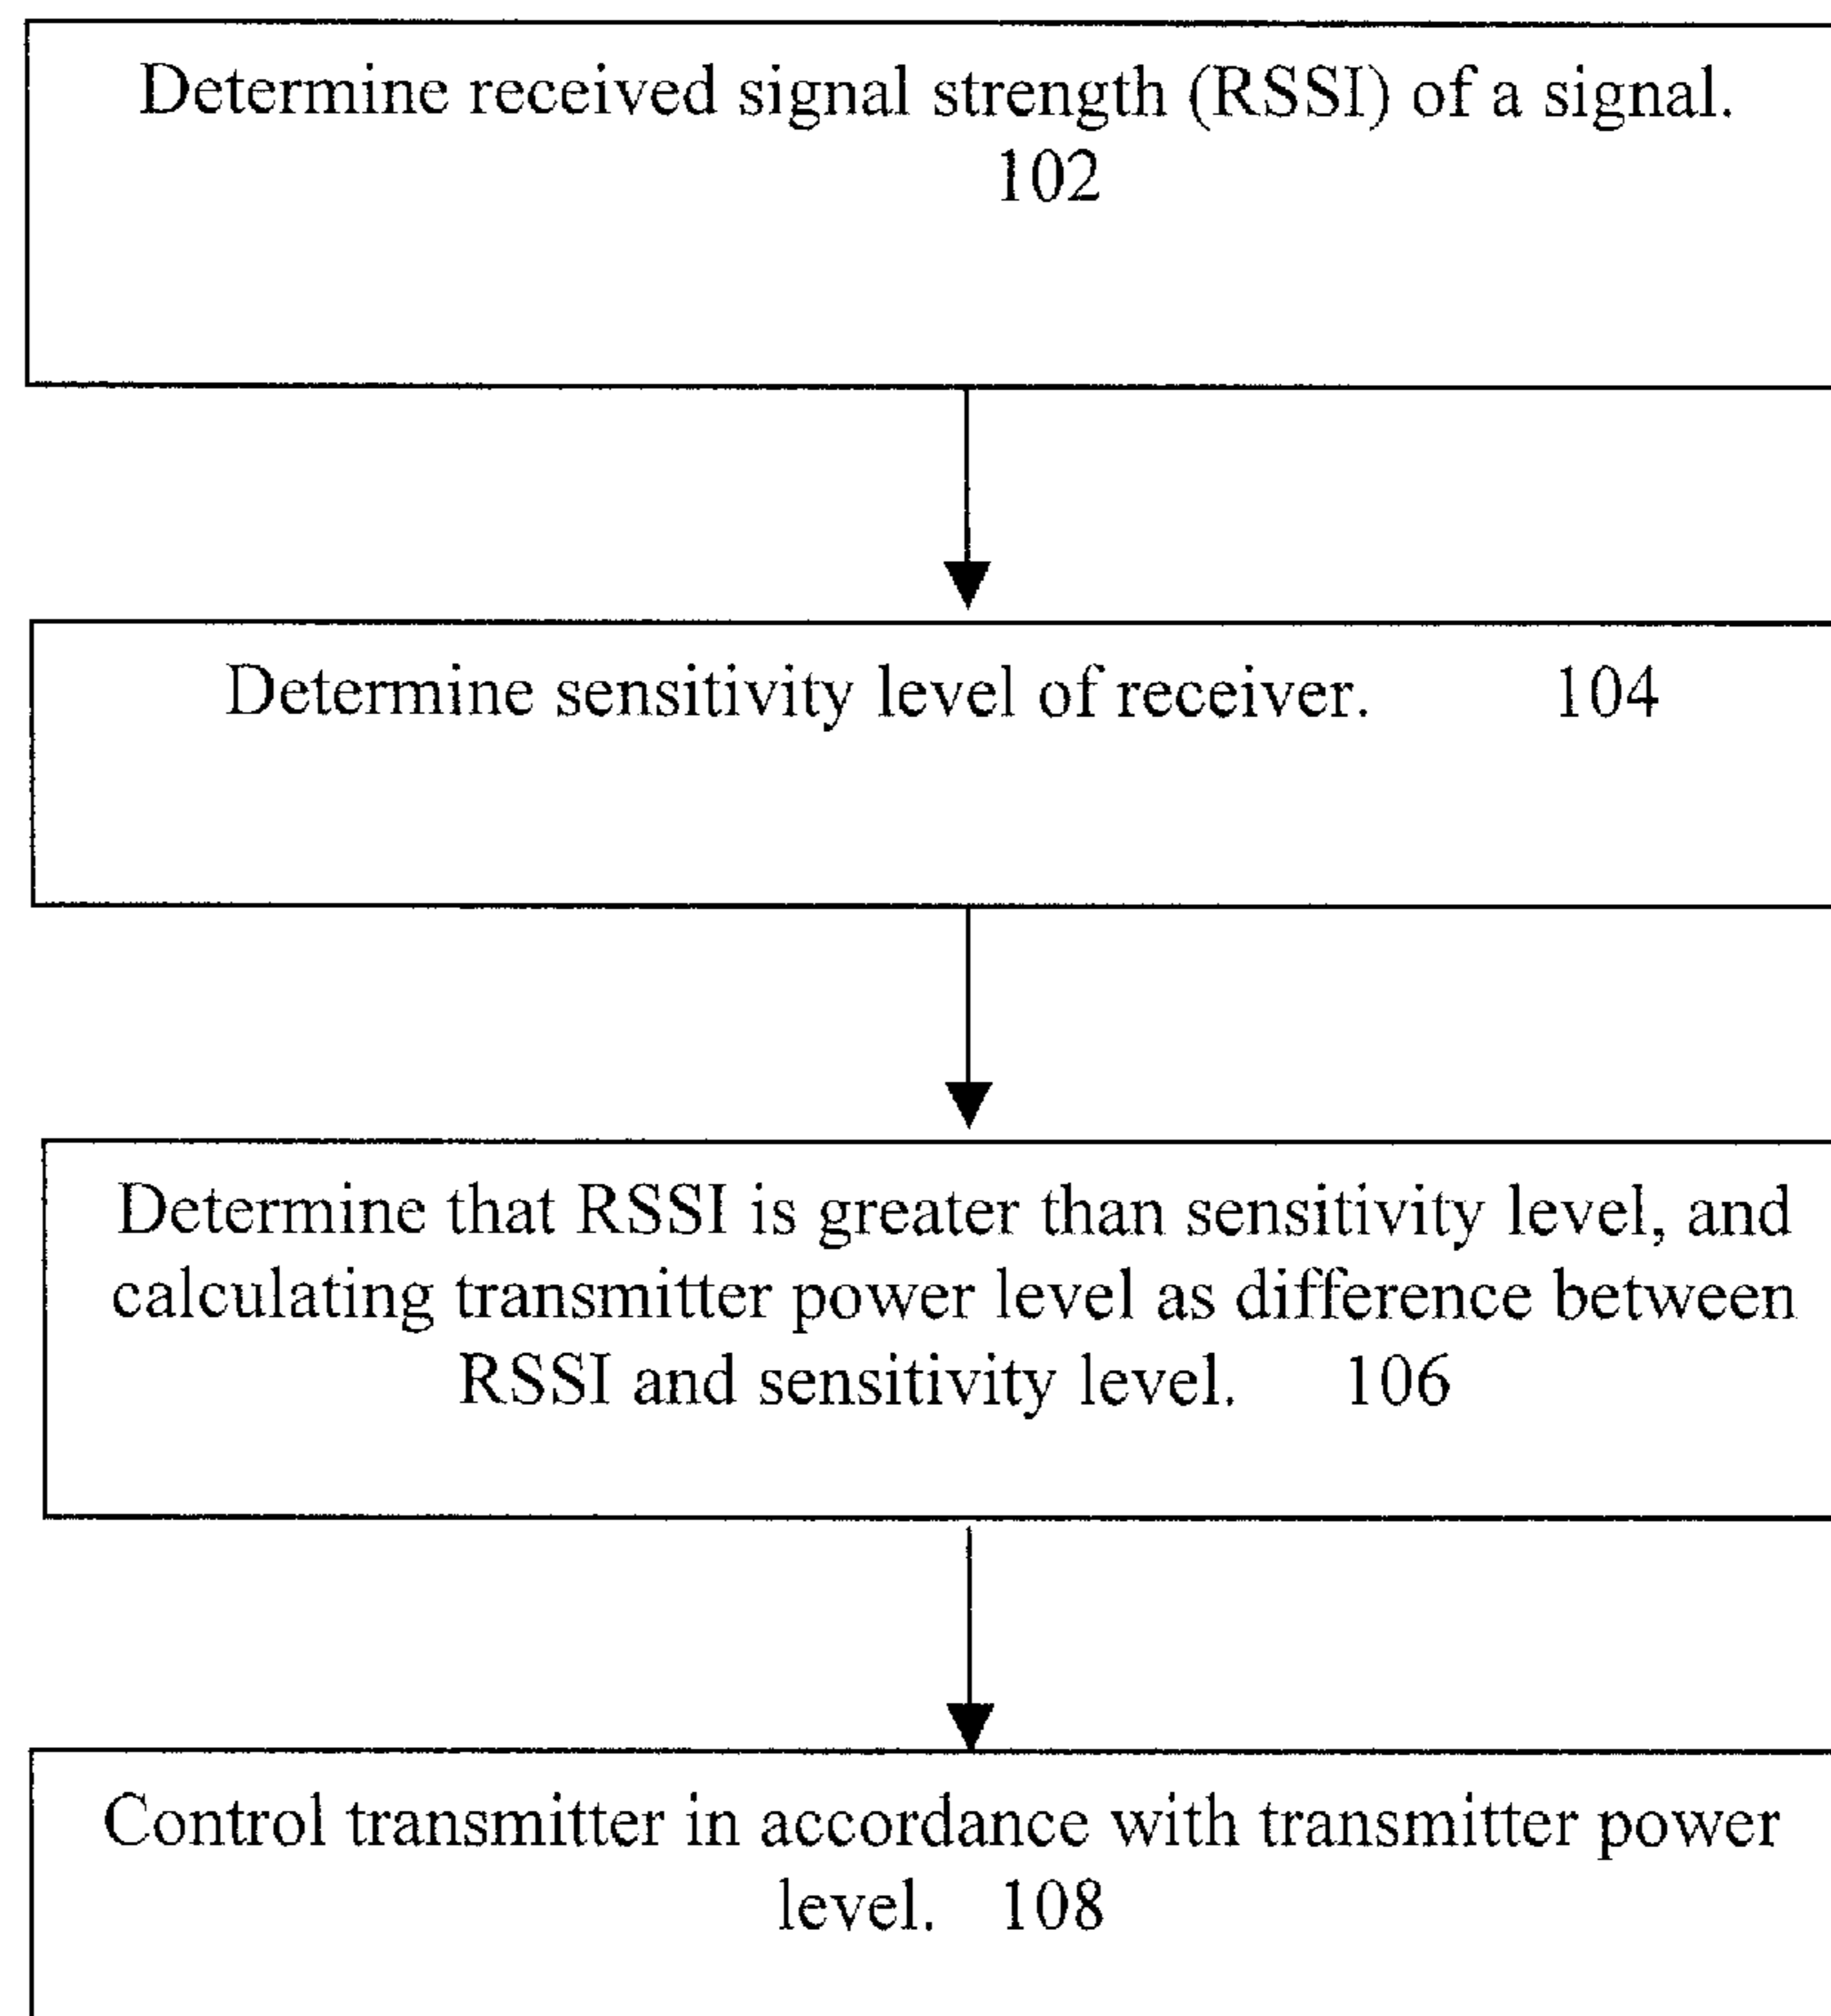 Determine received signal strength (RSSI) of a signal.
102
Determine sensitivity level of receiver. 104
Determine that RSSI is greater than sensitivity level, and
calculating transmitter power level as difference between
RSSI and sensitivity level. 106
Control transmitter in accordance with transmitter power
level. 108